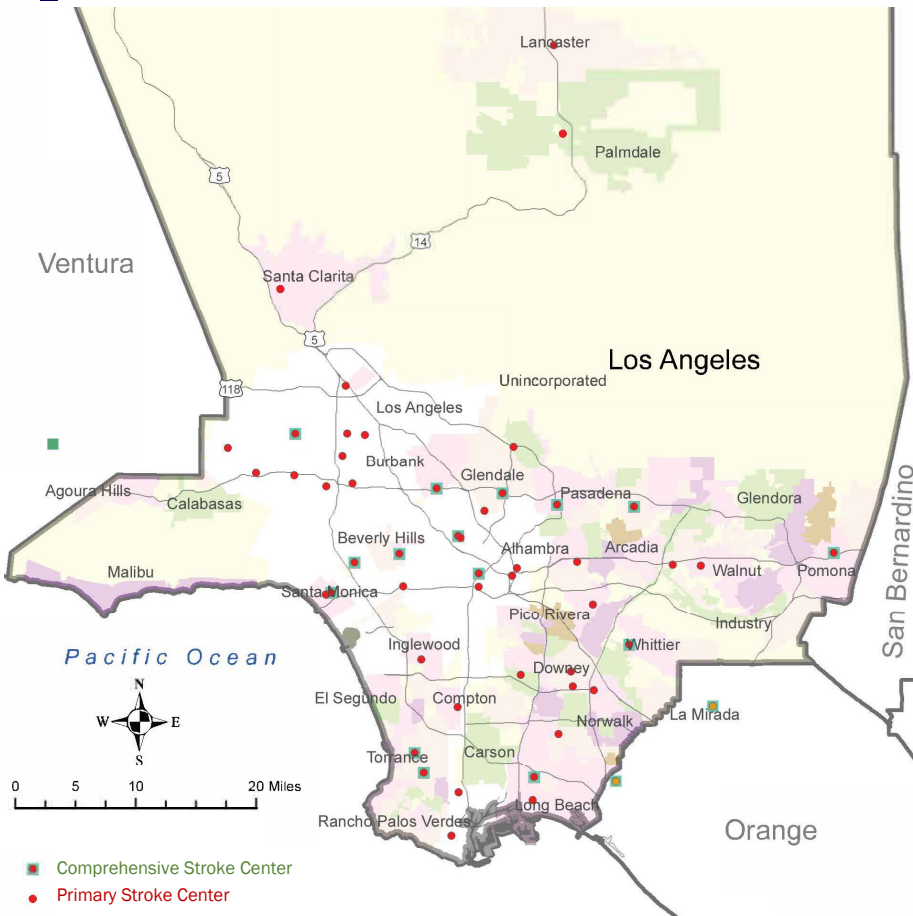 Lancaster
Palmdale
5
14
Ventura
Santa Clarita
5
Los Angeles
Unincorporated
118
Los Angeles
Burbank
Glendale
Agoura Hills
Pasadena
Glendora
Calabasas
San Bernardino
Beverly Hills
Alhambra
Arcadia
Malibu
Walnut
Pomona
Santa Monica
Pico Rivera
Industry
Inglewood
Whittier
Pacific Ocean
Downey
N
El Segundo
Compton
W
E
Norwalk
La Mirada
S
Torrance
Carson
0 5 10 20 Miles
Long Beach
Rancho Palos Verdes
Orange
Comprehensive Stroke Center
Primary Stroke Center